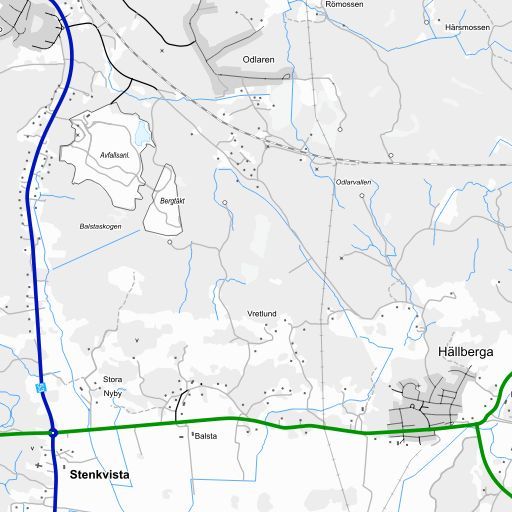 Römossen
Härsmossen
Odlaren
Avfallsanl.
Odlarvallen
Bergtäkt
Balstaskogen
Vretlund
Hällberga
Stora
Nyby
Balsta
Stenkvista